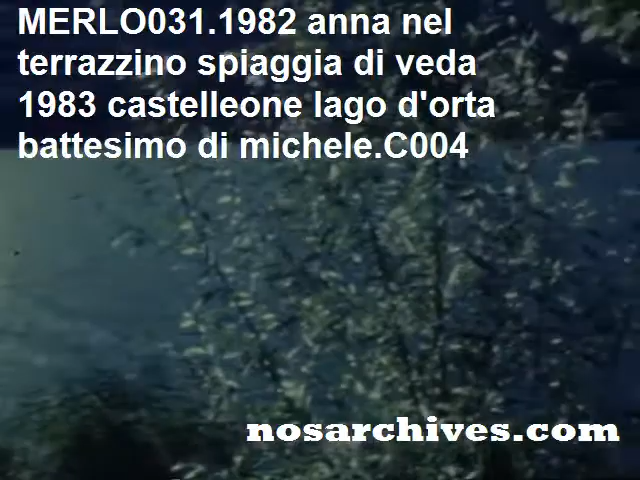 MERLO031.1982 anna nel
terrazzino spiaggia di veda
1983 castelleone lago d'orta
battesimo di michele.C004
nosarchives.com